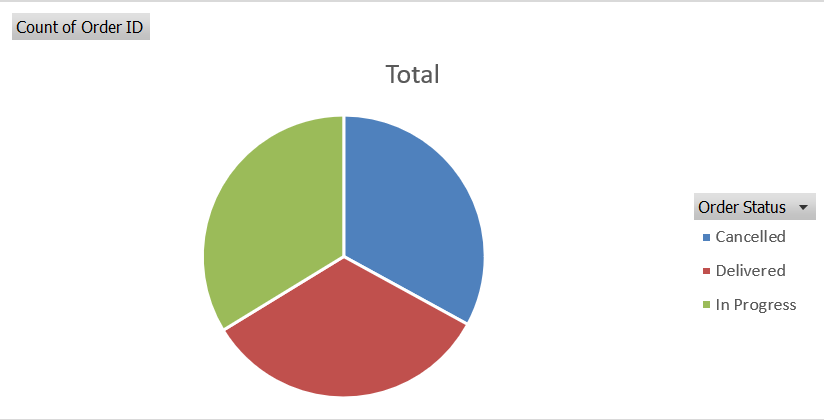 Count of Order ID
Total
Order Status
Cancelled
Delivered
In Progress